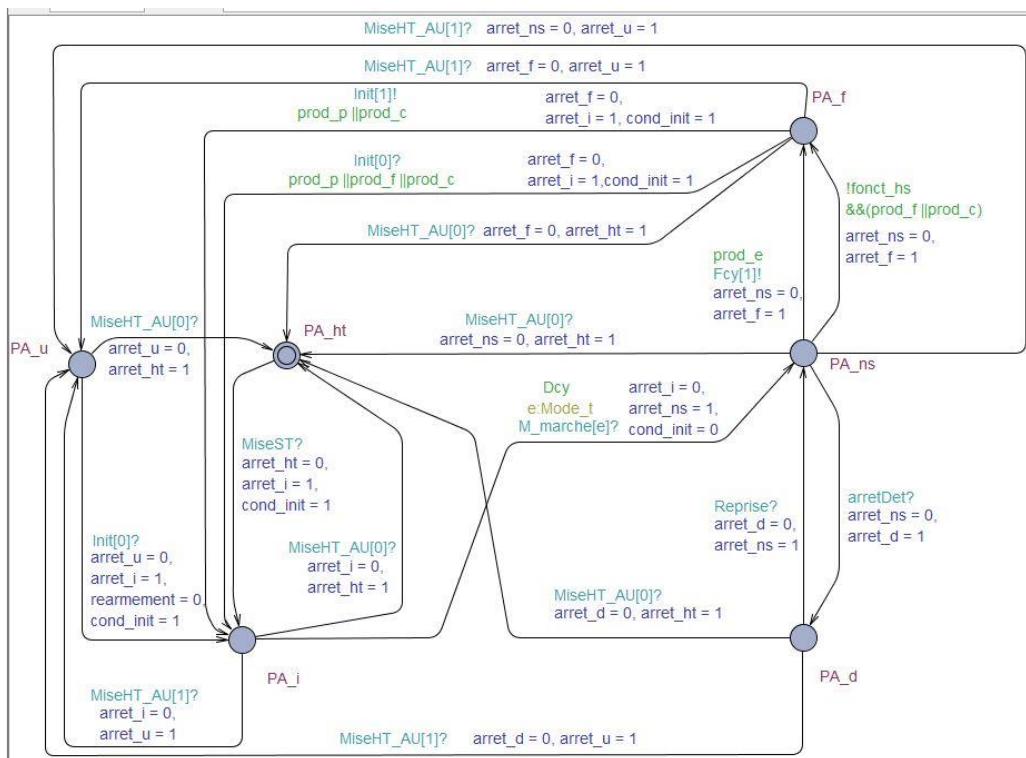 MiseHT_AU[1]? arret_ns = 0, arret_u = 1
MiseHT_AU[1]? arret_f = 0, arret_u = 1
PA_f
Init[1]!
prod_p ||prod_c
arret_f = 0,
arret_i = 1, cond_init = 1
Init[0]?
prod_p ||prod_f ||prod_c
arret_f = 0,
arret_i = 1,cond_init = 1
!fonct_hs
&&(prod_f ||prod_c)
arret_ns = 0,
arret_f = 1
MiseHT_AU[0]? arret_f = 0, arret_ht = 1
prod_e
Fcy[1]!
arret_ns = 0,
arret_f = 1
MiseHT_AU[0]?
arret_u = 0,
arret_ht = 1
PA_u
PA_ht
MiseHT_AU[0]?
arret_ns = 0, arret_ht = 1
PA_ns
Dcy
e:Mode_t
M_marche[e]?
arret_i = 0,
arret_ns = 1,
cond_init = 0
MiseST?
arret_ht = 0,
arret_i = 1,
cond_init = 1
Reprise?
arret_d = 0,
arret_ns = 1
arretDet?
arret_ns = 0,
arret_d = 1
Init[0]?
arret_u = 0,
arret_i = 1,
rearmement = 0,
cond_init = 1
MiseHT_AU[0]?
arret_i = 0,
arret_ht = 1
MiseHT_AU[0]?
arret_d = 0, arret_ht = 1
PA_i
PA_d
MiseHT_AU[1]?
arret_i = 0,
arret_u = 1
MiseHT_AU[1]? arret_d = 0, arret_u = 1